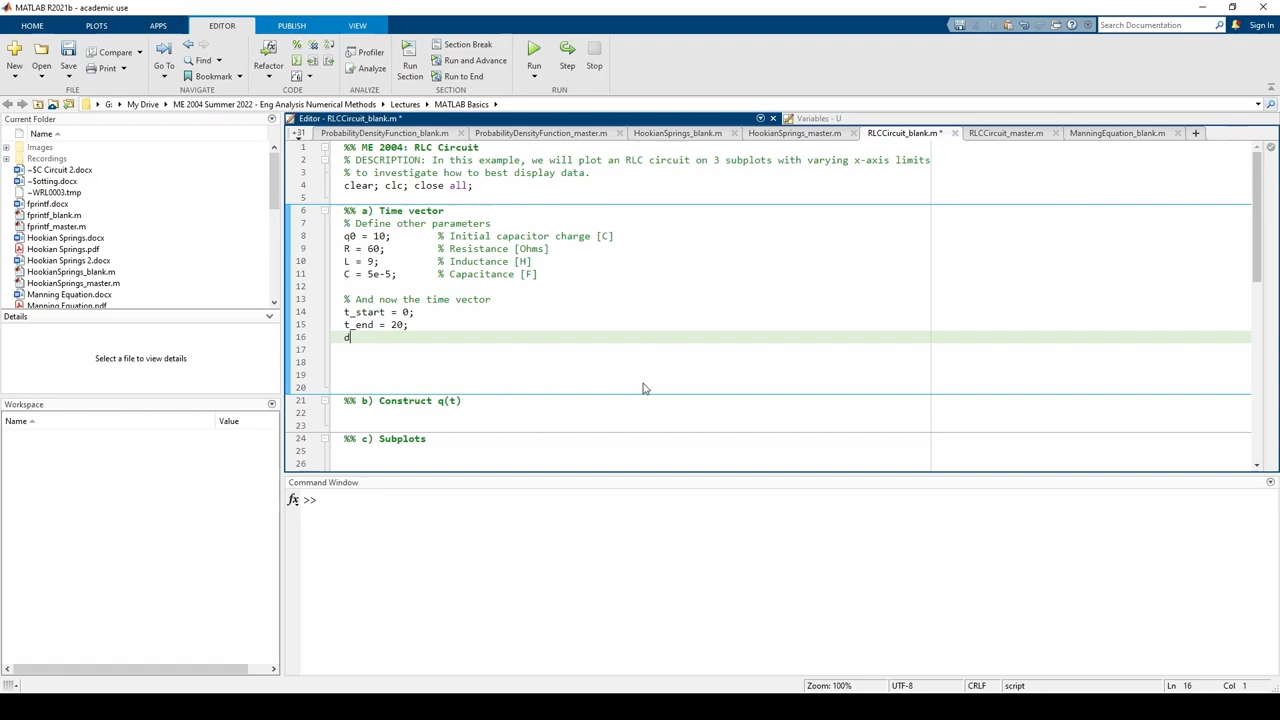 MATLAB R2021b - academic use
HOME PLOTS APPS EDITOR PUBLISH VIEW
Search Documentation Sign In
New Open Save Compare Print Go To Find Bookmark Refactor Profiler Analyze Run Section Section Break Run and Advance Run to End Run Step Stop
FILE NAVIGATE CODE ANALYZE SECTION RUN
G: ▸ My Drive ▸ ME 2004 Summer 2022 - Eng Analysis Numerical Methods ▸ Lectures ▸ MATLAB Basics ▸
Current Folder
Name
Images
Recordings
~$C Circuit 2.docx
~Sotting.docx
~WRL0003.tmp
fprintf.docx
fprintf_blank.m
fprintf_master.m
Hookian Springs.docx
Hookian Springs.pdf
Hookian Springs 2.docx
HookianSprings_blank.m
HookianSprings_master.m
Manning Equation.docx
Manning Equation.pdf
Details
Select a file to view details
Workspace
Name Value
Editor - RLCCircuit_blank.m *
Variables - U
+31 ProbabilityDensityFunction_blank.m ProbabilityDensityFunction_master.m HookianSprings_blank.m HookianSprings_master.m RLCCircuit_blank.m * RLCCircuit_master.m ManningEquation_blank.m
1 %% ME 2004: RLC Circuit
2 % DESCRIPTION: In this example, we will plot an RLC circuit on 3 subplots with varying x-axis limits
3 % to investigate how to best display data.
4 clear; clc; close all;
5
6 %% a) Time vector
7 % Define other parameters
8 q0 = 10; % Initial capacitor charge [C]
9 R = 60; % Resistance [Ohms]
10 L = 9; % Inductance [H]
11 C = 5e-5; % Capacitance [F]
12
13 % And now the time vector
14 t_start = 0;
15 t_end = 20;
16 d
17
18
19
20
21 %% b) Construct q(t)
22
23
24 %% c) Subplots
25
26
Command Window
fx >>
Zoom: 100% UTF-8 CRLF script Ln 16 Col 1